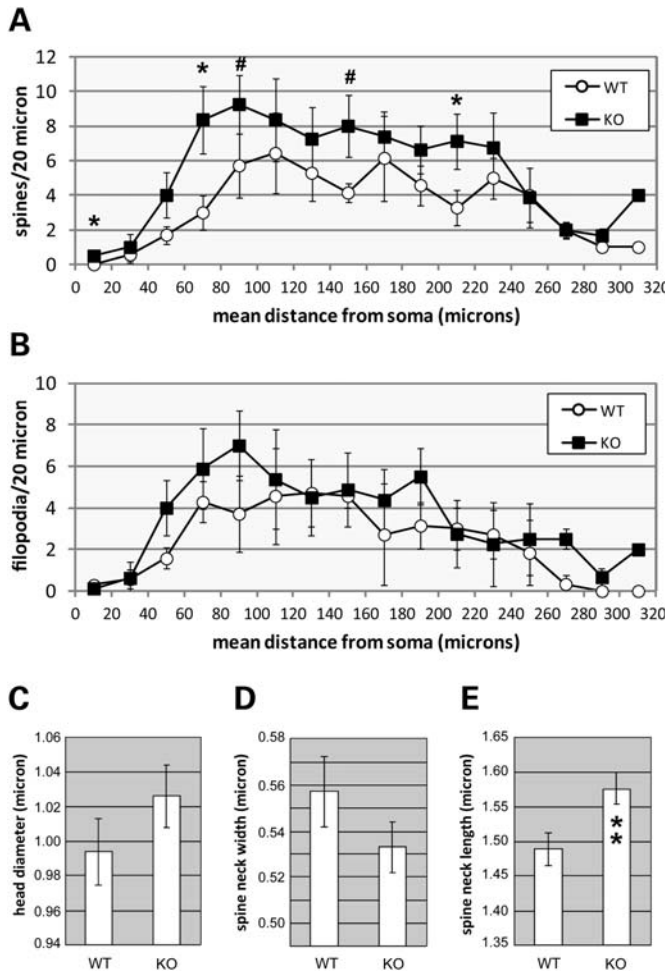 A
12
10
8
6
4
2
0
spines/20 micron
* # # * *
WT
KO
0 20 40 60 80 100 120 140 160 180 200 220 240 260 280 300 320
mean distance from soma (microns)
B
10
8
6
4
2
0
filopodia/20 micron
WT
KO
0 20 40 60 80 100 120 140 160 180 200 220 240 260 280 300 320
mean distance from soma (microns)
C
head diameter (micron)
1.06
1.04
1.02
1.00
0.98
0.96
0.94
WT KO
D
spine neck width (micron)
0.58
0.56
0.54
0.52
0.50
WT KO
E
spine neck length (micron)
1.65
1.60
1.55
1.50
1.45
1.40
1.35
**
WT KO